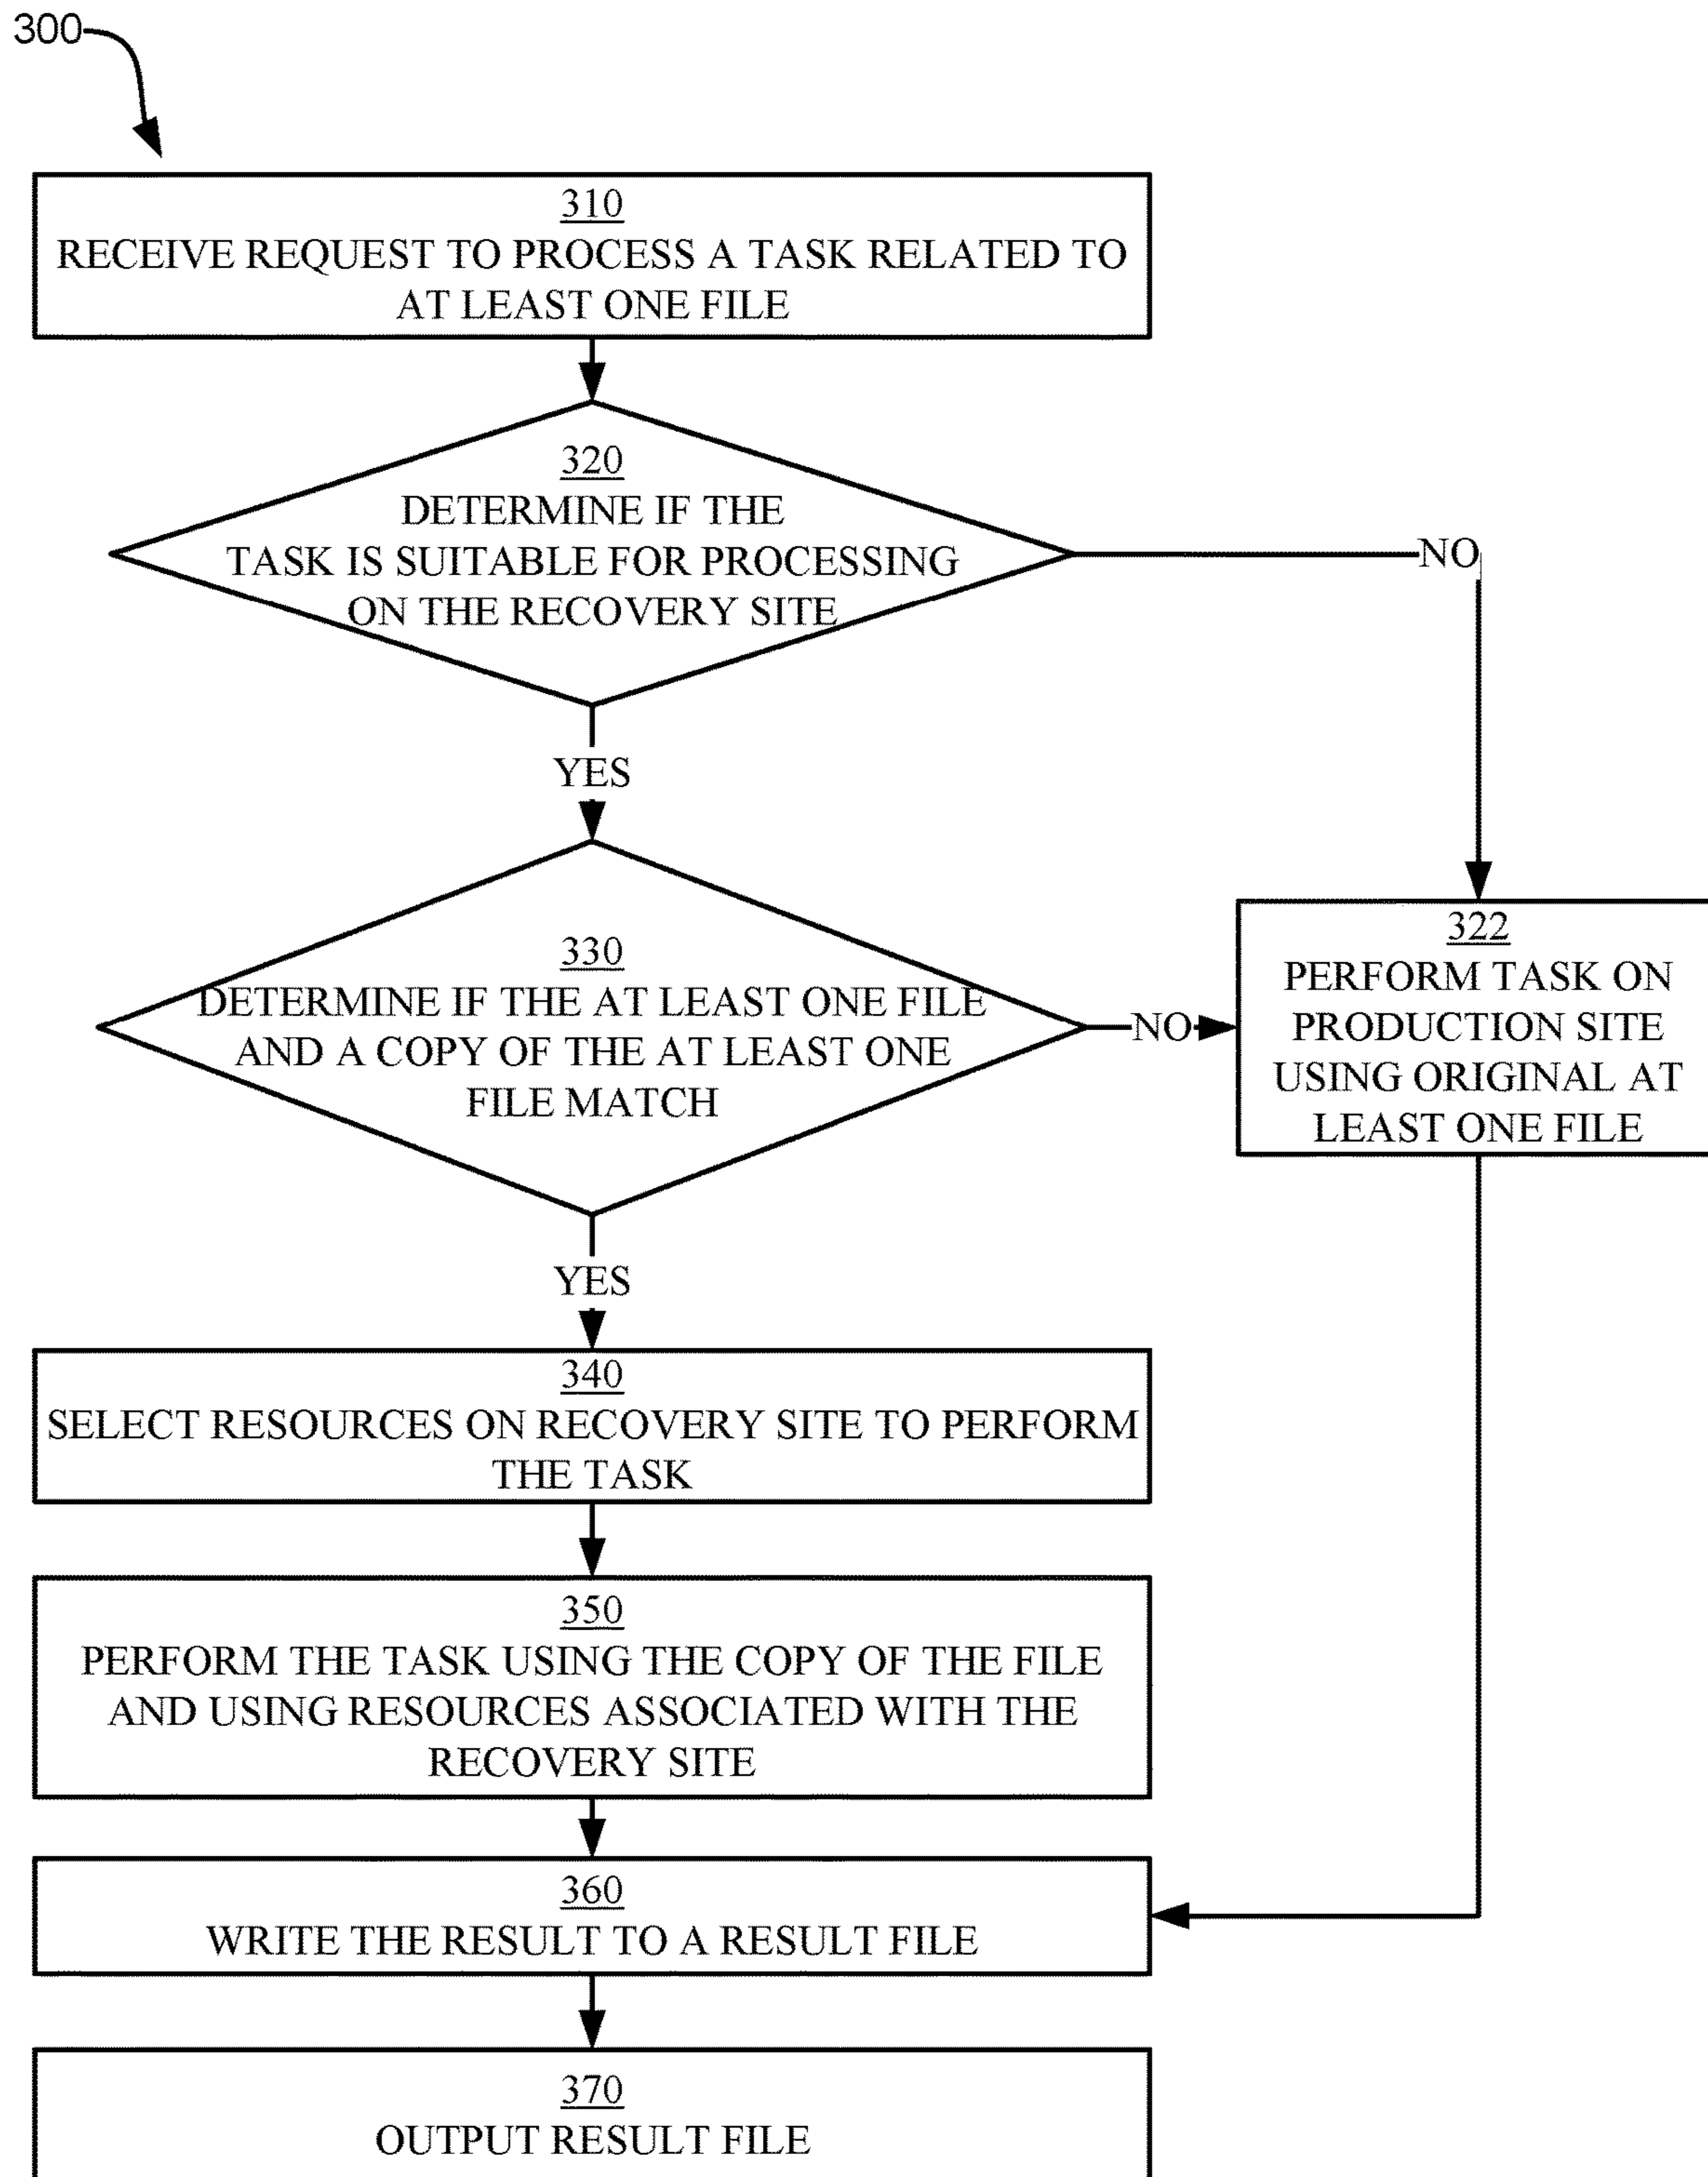 300
310
RECEIVE REQUEST TO PROCESS A TASK RELATED TO
AT LEAST ONE FILE
320
DETERMINE IF THE
TASK IS SUITABLE FOR PROCESSING
ON THE RECOVERY SITE
NO
YES
330
DETERMINE IF THE AT LEAST ONE FILE
AND A COPY OF THE AT LEAST ONE
FILE MATCH
NO
322
PERFORM TASK ON
PRODUCTION SITE
USING ORIGINAL AT
LEAST ONE FILE
YES
340
SELECT RESOURCES ON RECOVERY SITE TO PERFORM
THE TASK
350
PERFORM THE TASK USING THE COPY OF THE FILE
AND USING RESOURCES ASSOCIATED WITH THE
RECOVERY SITE
360
WRITE THE RESULT TO A RESULT FILE
370
OUTPUT RESULT FILE